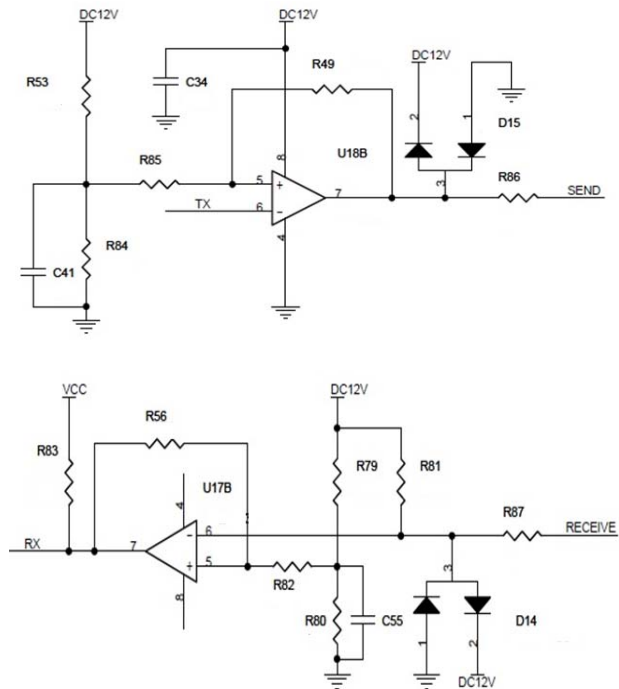 DC12V
DC12V
R53
C34
R49
DC12V
U18B
D15
2
1
8
R85
5
+
7
3
R86
SEND
TX
6
-
4
R84
C41
VCC
DC12V
R56
R83
R79
R81
U17B
4
R87
RX
7
-
6
RECEIVE
+
5
R82
3
8
R80
C55
1
2
D14
DC12V